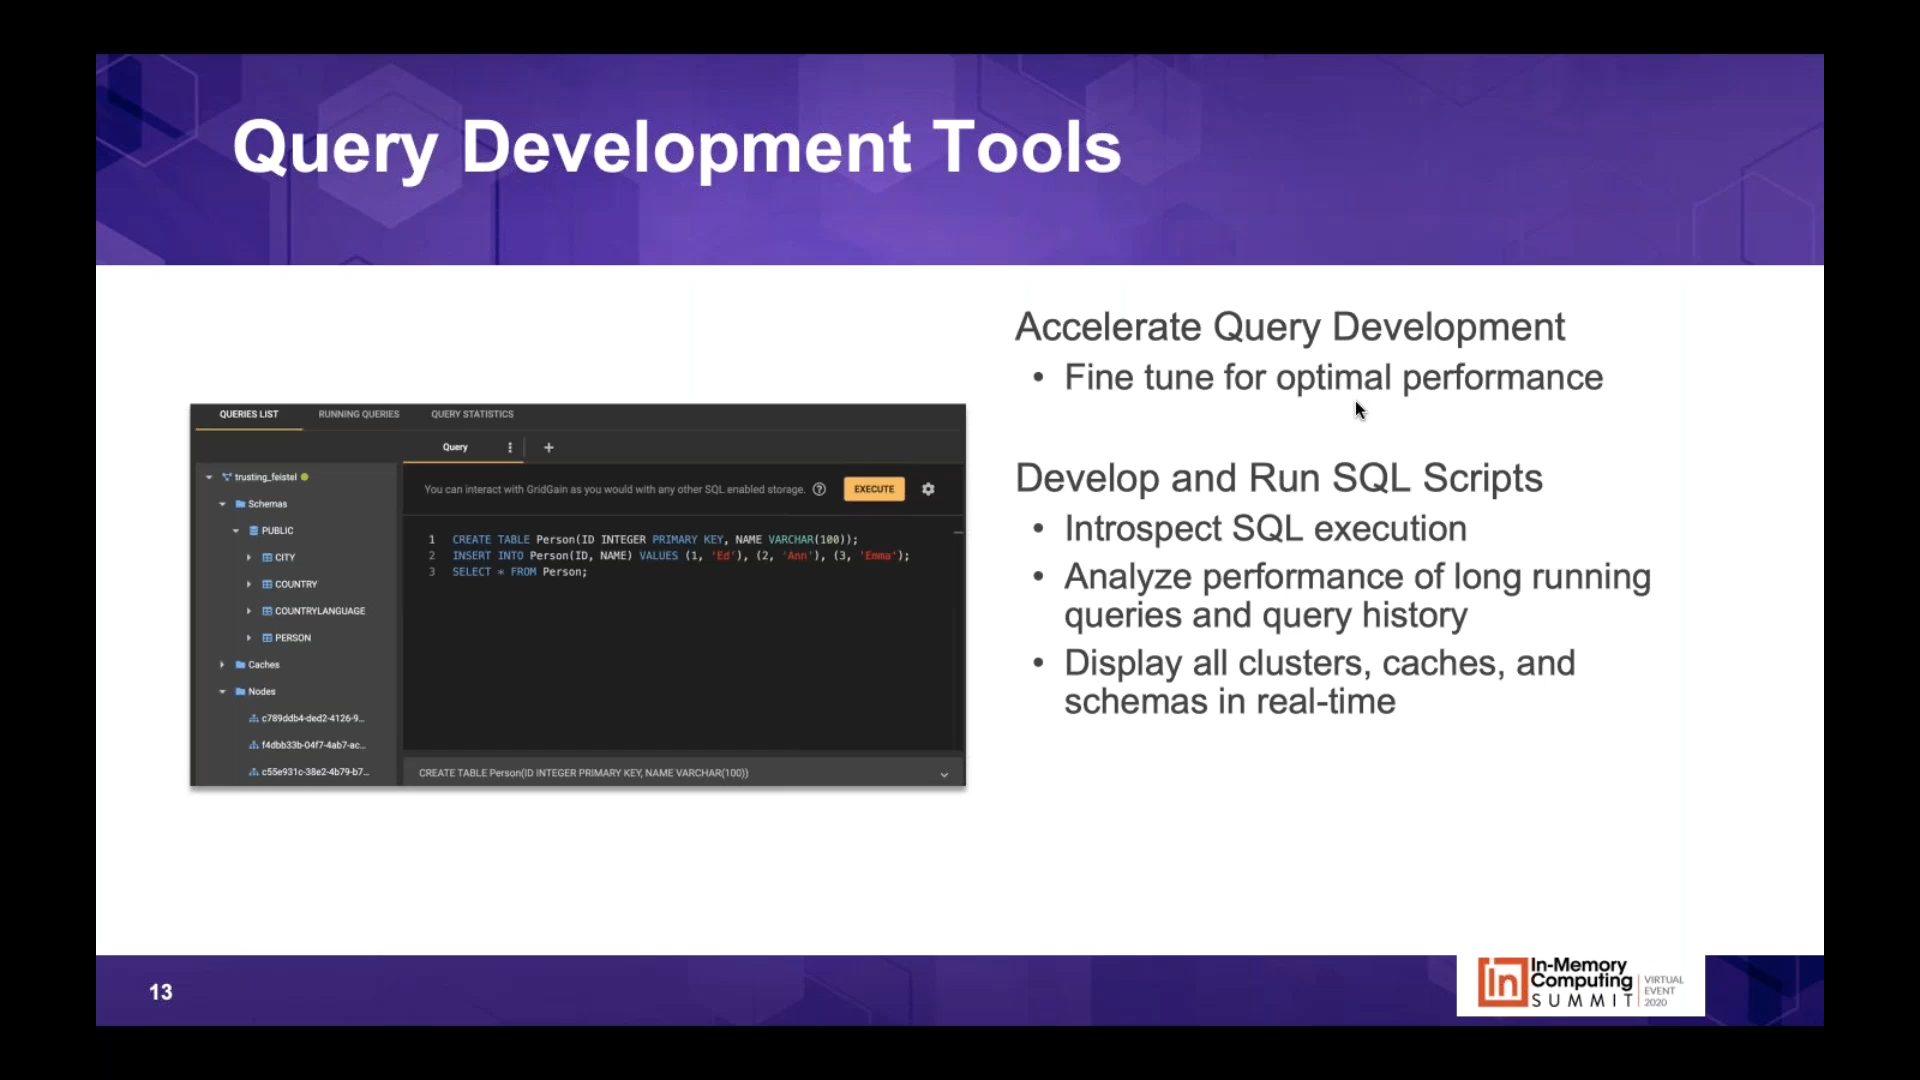 Query Development Tools
QUERIES LIST RUNNING QUERIES QUERY STATISTICS
Query
trusting_feistel
Schemas
PUBLIC
CITY
COUNTRY
COUNTRYLANGUAGE
PERSON
Caches
Nodes
c789ddb4-ded2-4126-9...
f4dbb33b-04f7-4ab7-ac...
c55e931c-38e2-4b79-b7...
You can interact with GridGain as you would with any other SQL enabled storage. EXECUTE
1 CREATE TABLE Person(ID INTEGER PRIMARY KEY, NAME VARCHAR(100));
2 INSERT INTO Person(ID, NAME) VALUES (1, 'Ed'), (2, 'Ann'), (3, 'Emma');
3 SELECT * FROM Person;
CREATE TABLE Person(ID INTEGER PRIMARY KEY, NAME VARCHAR(100))
Accelerate Query Development
• Fine tune for optimal performance
Develop and Run SQL Scripts
• Introspect SQL execution
• Analyze performance of long running
queries and query history
• Display all clusters, caches, and
schemas in real-time
13
In
In-Memory
Computing
SUMMIT
VIRTUAL
EVENT
2020